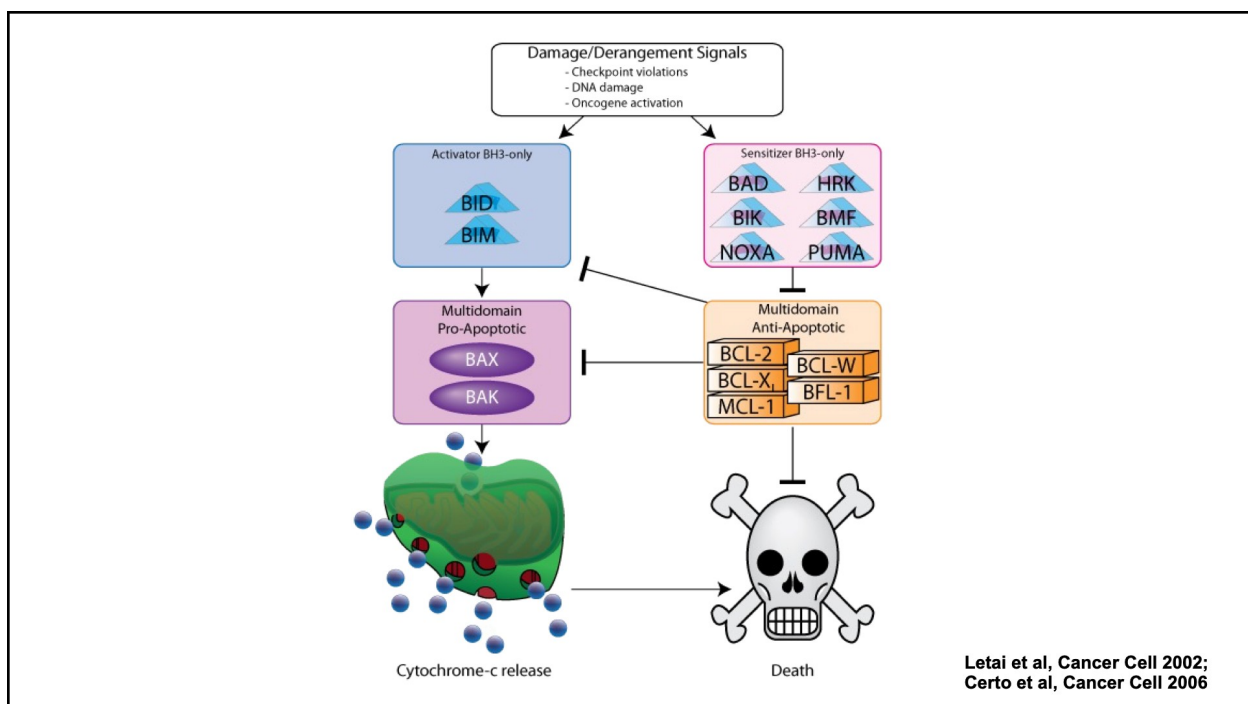 Damage/Derangement Signals
- Checkpoint violations
- DNA damage
- Oncogene activation
Activator BH3-only
BID
BIM
Sensitizer BH3-only
BAD HRK
BIK BMF
NOXA PUMA
Multidomain
Pro-Apoptotic
BAX
BAK
Multidomain
Anti-Apoptotic
BCL-2
BCL-W
BCL-XL
BFL-1
MCL-1
Cytochrome-c release
Death
Letai et al, Cancer Cell 2002;
Certo et al, Cancer Cell 2006